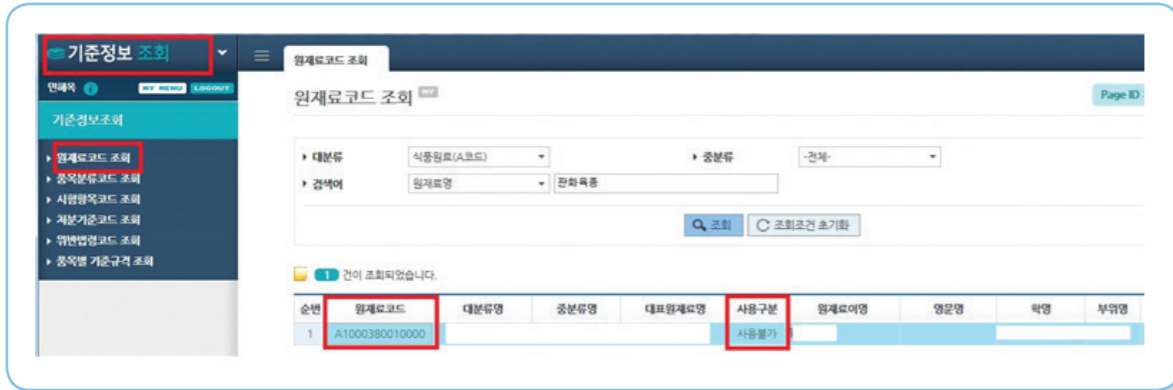 기준정보 조회
원재료코드 조회
민해옥 MY MENU LOGOUT
원재료코드 조회 MY
Page ID :
기준정보조회
원재료코드 조회
품목분류코드 조회
시험항목코드 조회
처분기준코드 조회
위반법령코드 조회
품목별 기준규격 조회
대분류 식품원료(A코드) 중분류 -전체-
검색어 원재료명 관화육종
조회 조회조건 초기화
1 건이 조회되었습니다.
순번 원재료코드 대분류명 중분류명 대표원재료명 사용구분 원재료이명 영문명 학명 부위명
1 A1000380010000 사용불가